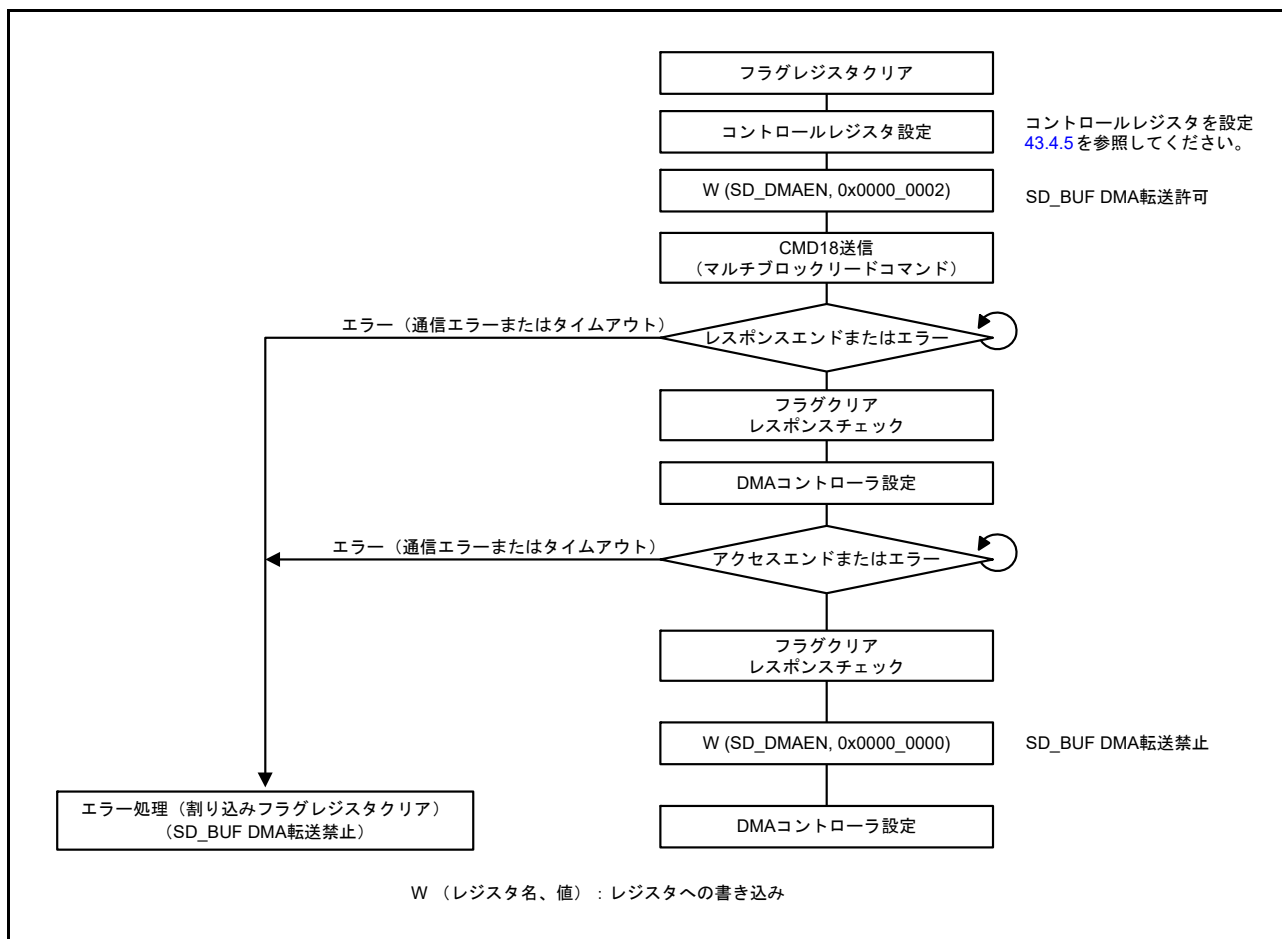 フラグレジスタクリア
コントロールレジスタ設定
コントロールレジスタを設定
43.4.5を参照してください。
W (SD_DMAEN, 0x0000_0002)
SD_BUF DMA転送許可
CMD18送信
（マルチブロックリードコマンド）
エラー（通信エラーまたはタイムアウト）
レスポンスエンドまたはエラー
フラグクリア
レスポンスチェック
DMAコントローラ設定
エラー（通信エラーまたはタイムアウト）
アクセスエンドまたはエラー
フラグクリア
レスポンスチェック
W (SD_DMAEN, 0x0000_0000)
SD_BUF DMA転送禁止
エラー処理（割り込みフラグレジスタクリア）
（SD_BUF DMA転送禁止）
DMAコントローラ設定
W （レジスタ名、値）：レジスタへの書き込み